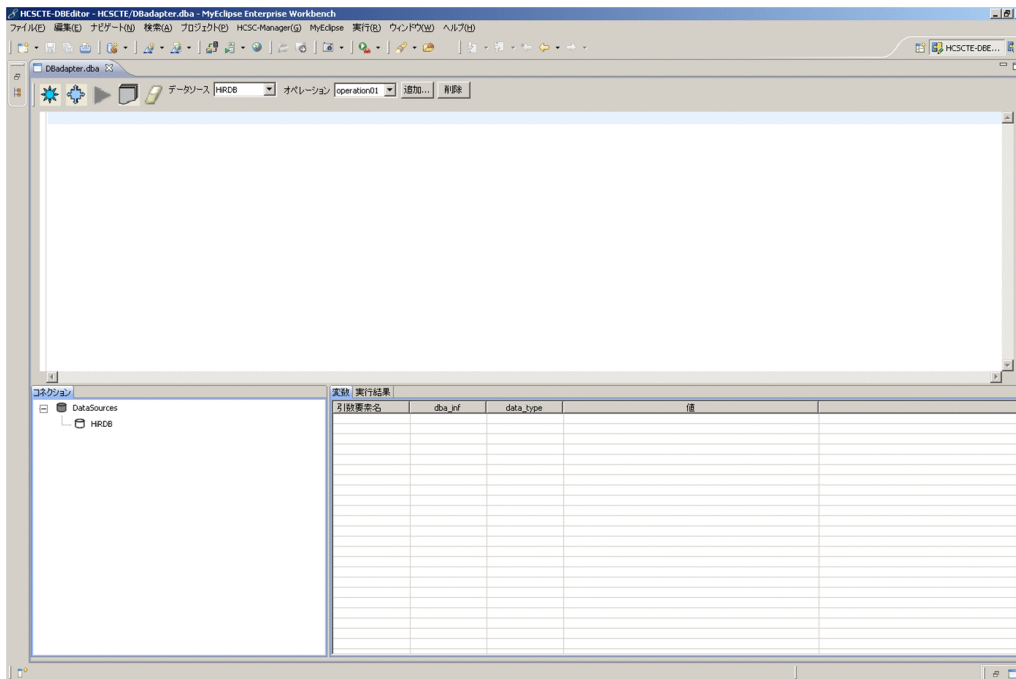 HCSCTE-DBEditor - HCSCTE/DBadapter.dba - MyEclipse Enterprise Workbench
ファイル(F) 編集(E) ナビゲート(N) 検索(A) プロジェクト(P) HCSC-Manager(G) MyEclipse 実行(R) ウィンドウ(W) ヘルプ(H)
HCSCTE-DBE...
DBadapter.dba
データソース HiRDB オペレーション operation01 追加... 削除
コネクション
DataSources
HiRDB
変数 実行結果
引数要素名 dba_inf data_type 値